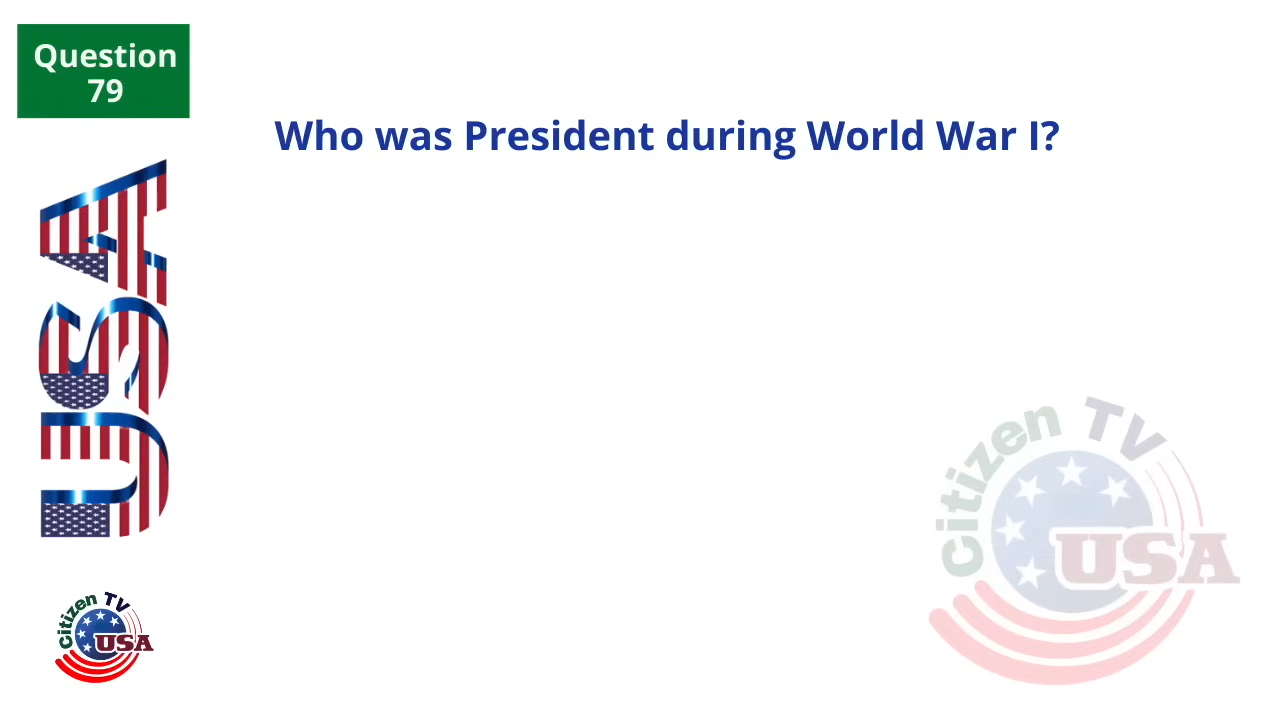 Question
79
Who was President during World War I?
USA
Citizen TV
USA
Citizen TV
USA